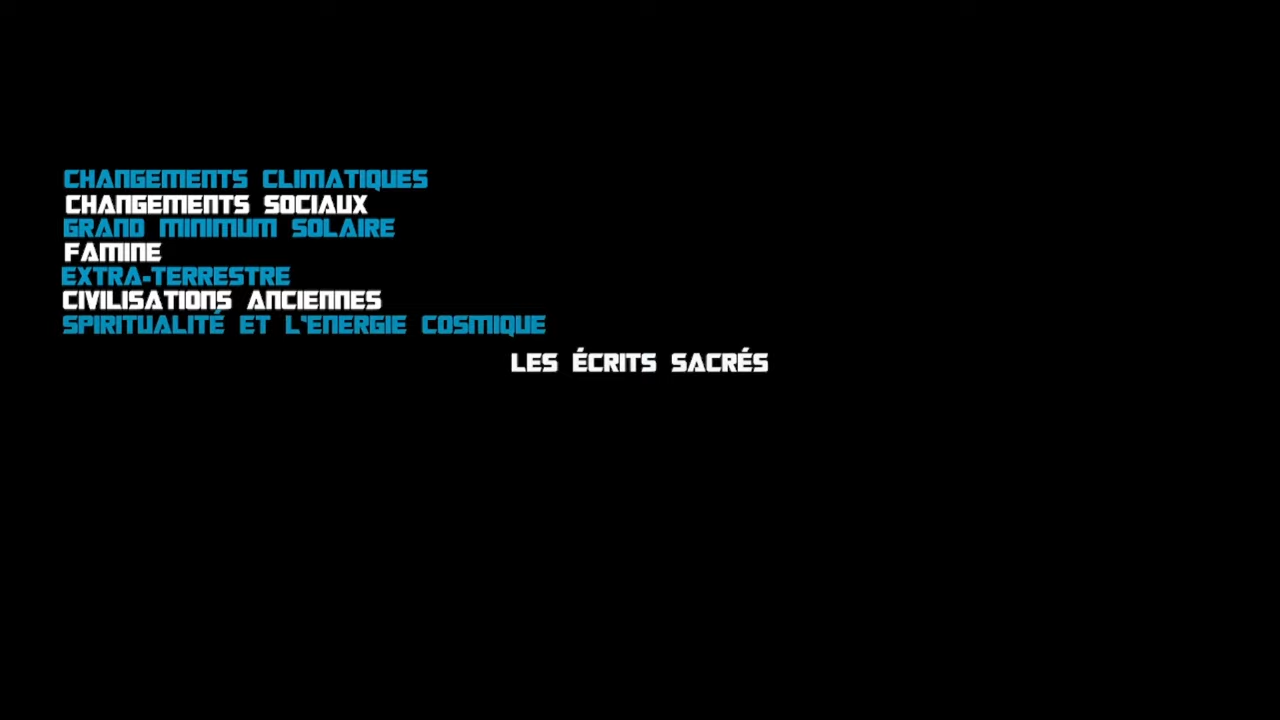 CHANGEMENTS CLIMATIQUES
CHANGEMENTS SOCIAUX
GRAND MINIMUM SOLAIRE
FAMINE
EXTRA-TERRESTRE
CIVILISATIONS ANCIENNES
SPIRITUALITÉ ET L'ENERGIE COSMIQUE
LES ÉCRITS SACRÉS